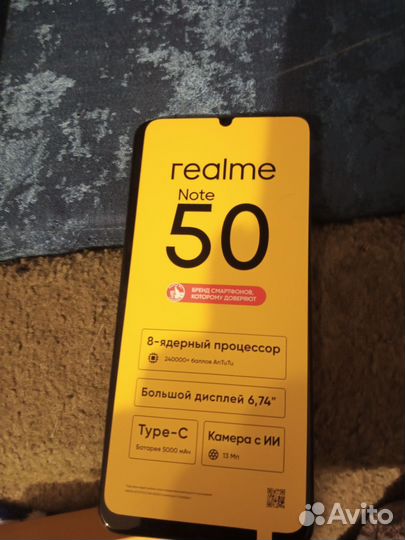 realme
Note
50
БРЕНД СМАРТФОНОВ,
КОТОРОМУ ДОВЕРЯЮТ
8-ядерный процессор
240000+ баллов AnTuTu
Большой дисплей 6,74"
Type-C
Батарея 5000 мАч
Камера с ИИ
13 Мп
Avito